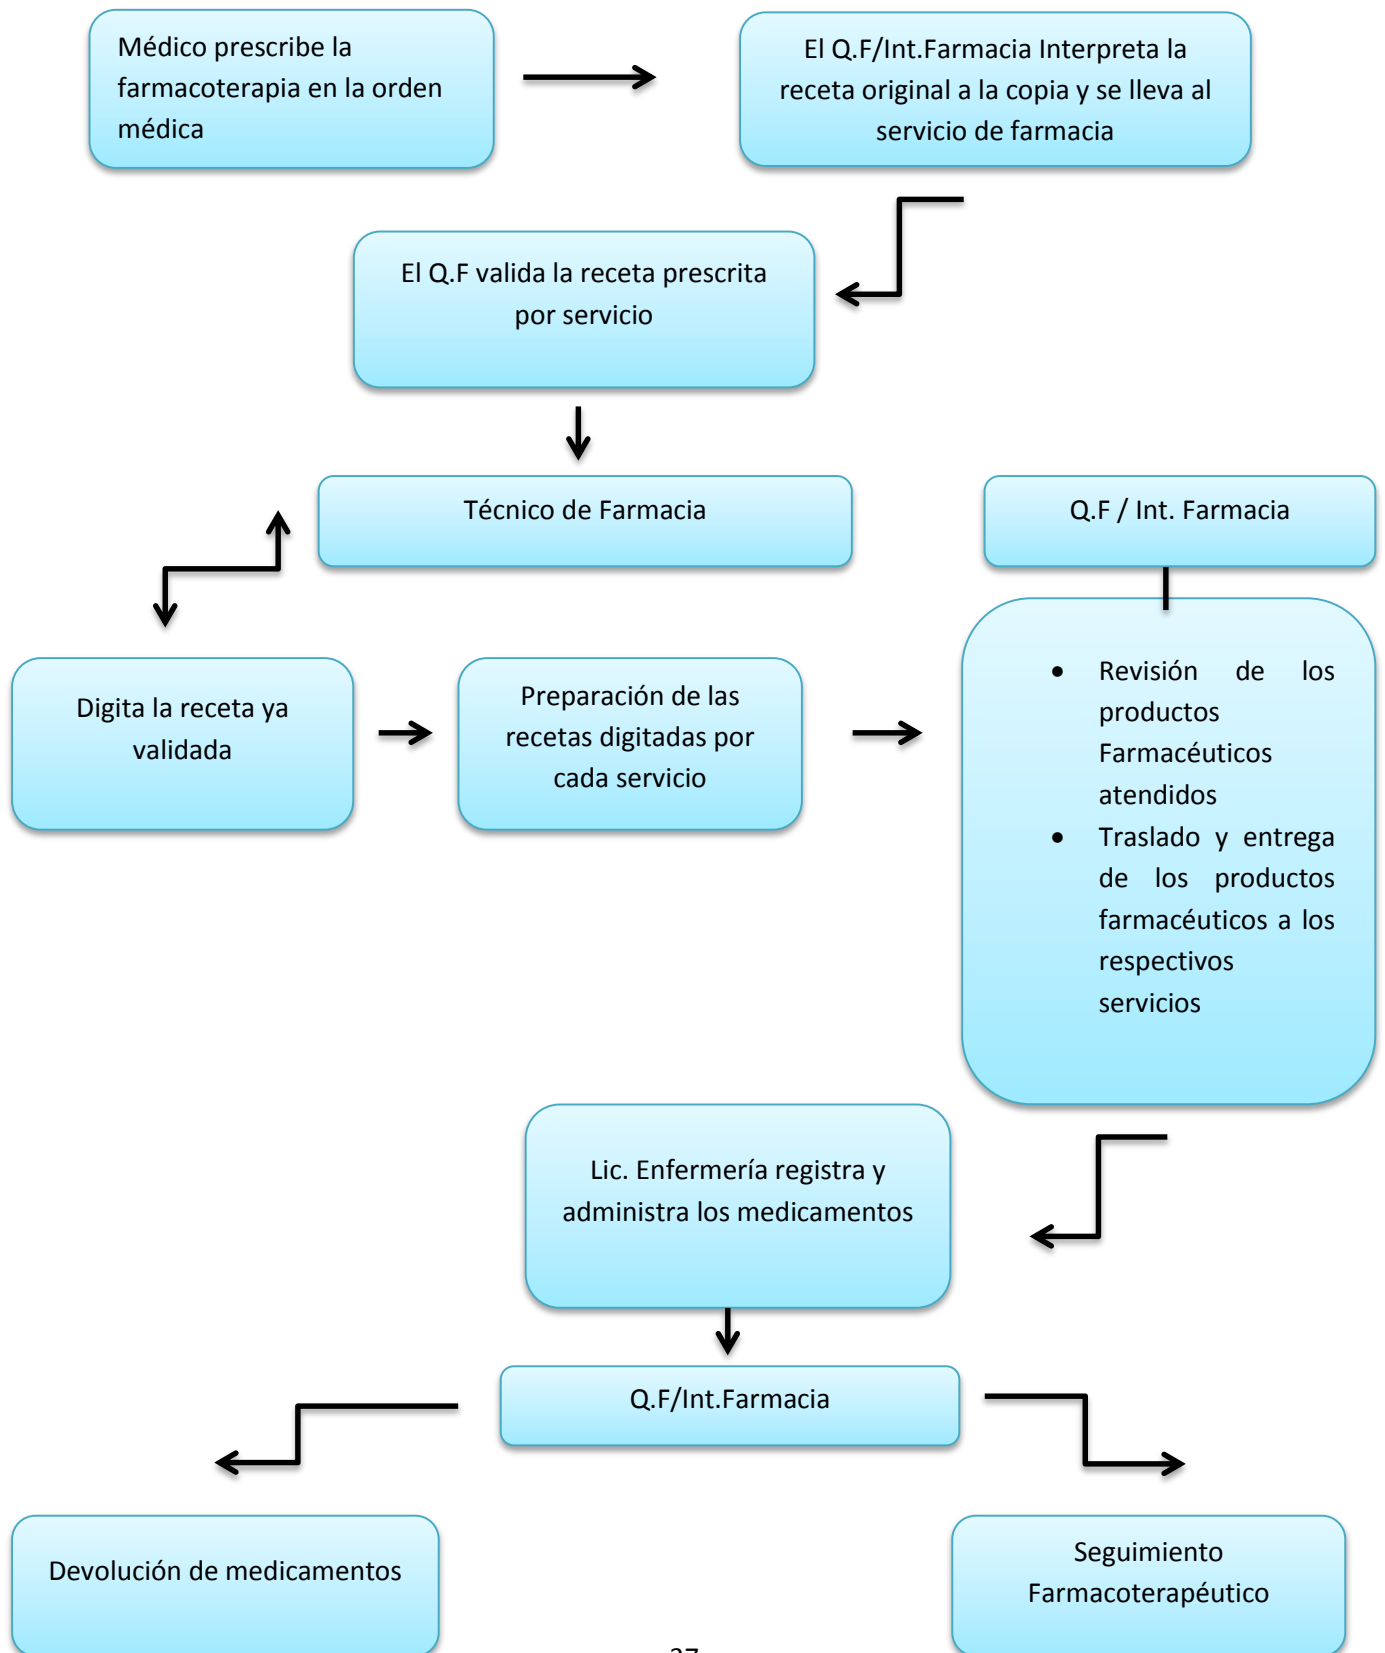 Médico prescribe la
farmacoterapia en la orden
médica
El Q.F/Int.Farmacia Interpreta la
receta original a la copia y se lleva al
servicio de farmacia
El Q.F valida la receta prescrita
por servicio
Técnico de Farmacia
Q.F / Int. Farmacia
Digita la receta ya
validada
Preparación de las
recetas digitadas por
cada servicio
• Revisión de los
productos
Farmacéuticos
atendidos
• Traslado y entrega
de los productos
farmacéuticos a los
respectivos
servicios
Lic. Enfermería registra y
administra los medicamentos
Q.F/Int.Farmacia
Devolución de medicamentos
Seguimiento
Farmacoterapéutico